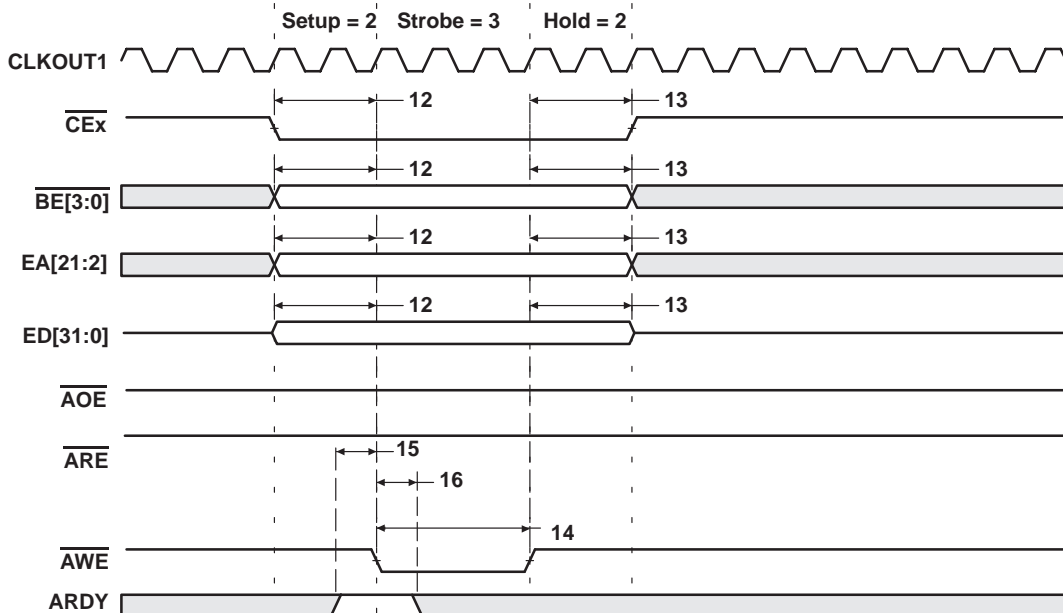 Setup = 2 Strobe = 3 Hold = 2
CLKOUT1
12 13
CEx
12 13
BE[3:0]
12 13
EA[21:2]
12 13
ED[31:0]
AOE
15
ARE
16
14
AWE
ARDY